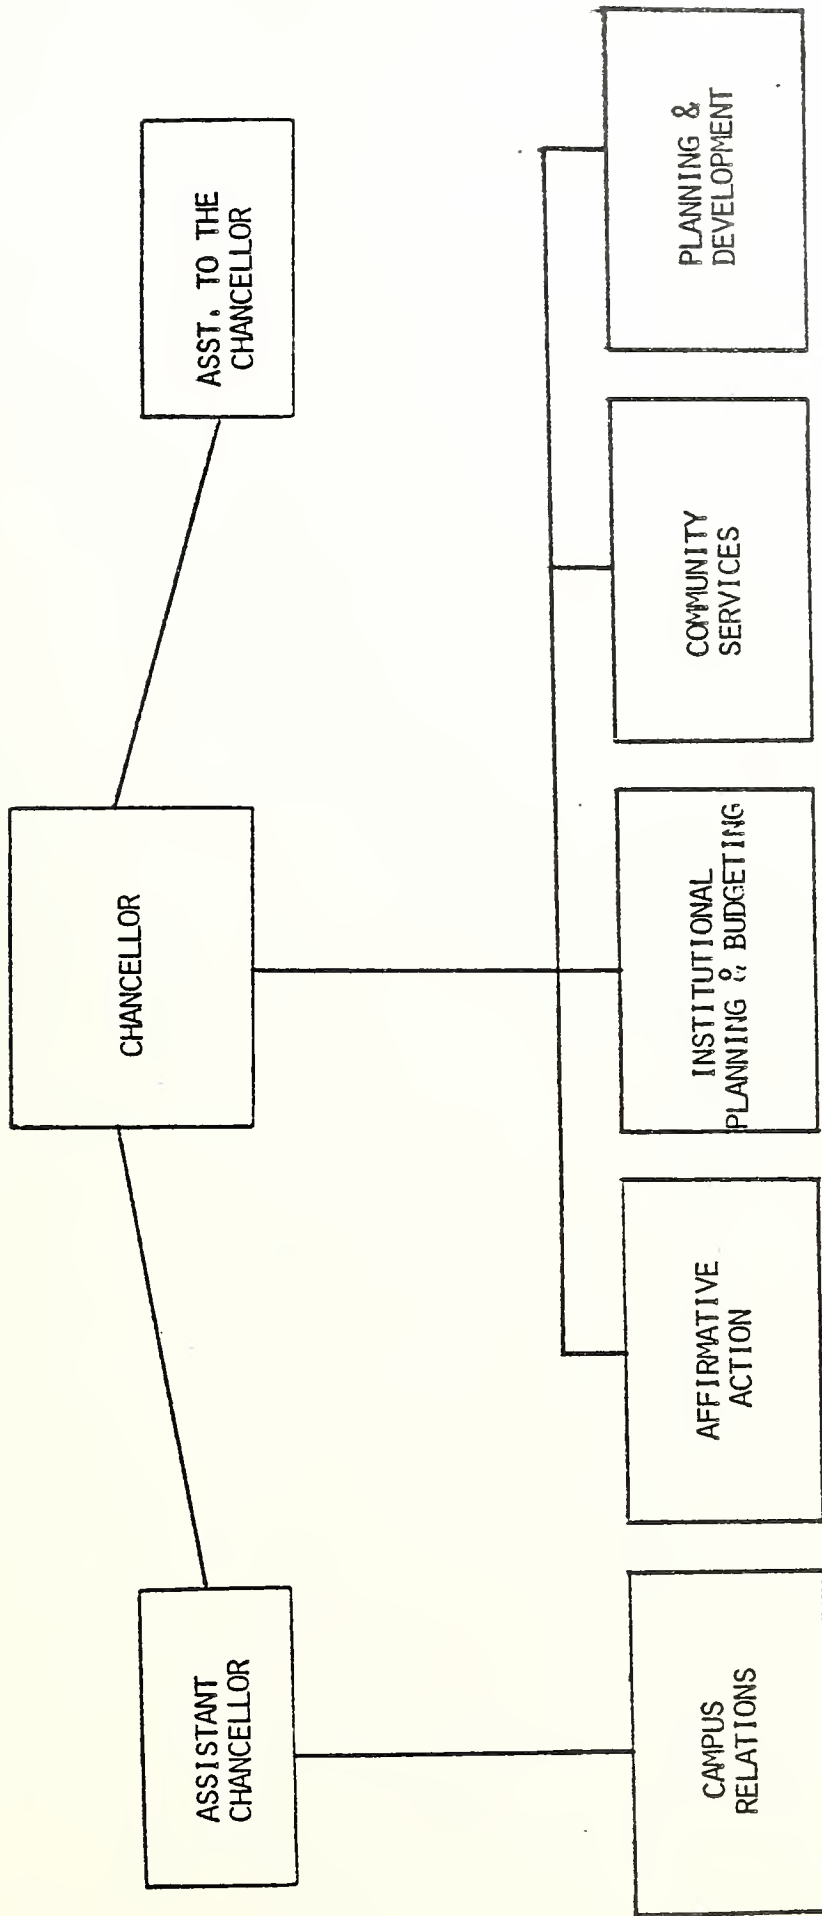 CHANCELLOR
ASSISTANT
CHANCELLOR
ASST. TO THE
CHANCELLOR
CAMPUS
RELATIONS
AFFIRMATIVE
ACTION
INSTITUTIONAL
PLANNING & BUDGETING
COMMUNITY
SERVICES
PLANNING &
DEVELOPMENT